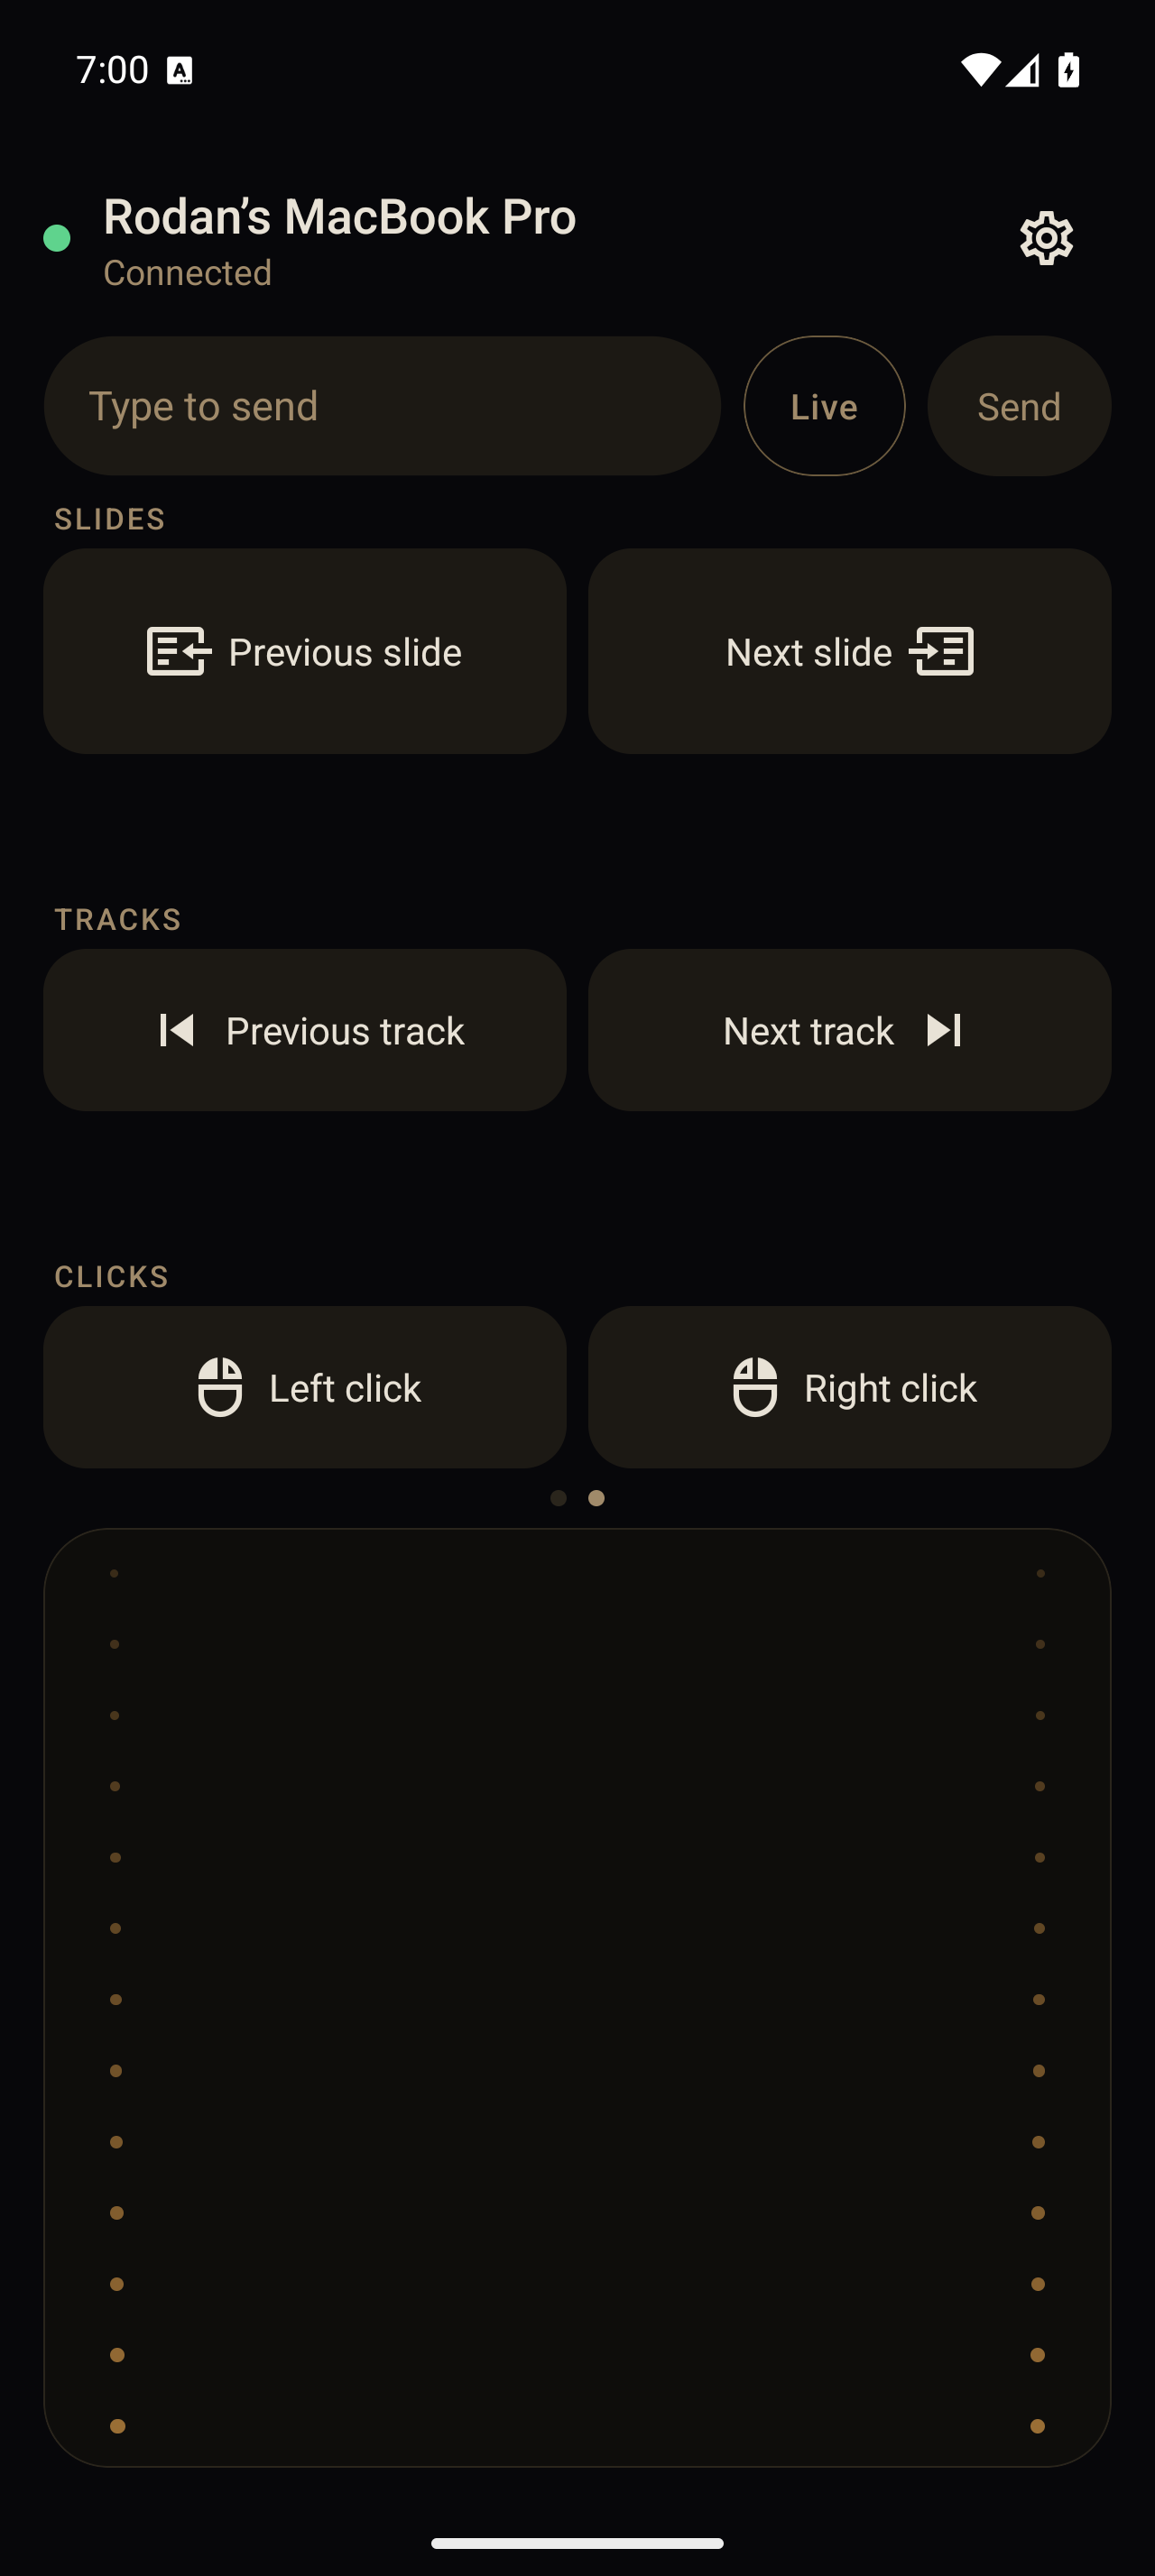 7:00
Rodan’s MacBook Pro
Connected
Type to send
Live
Send
SLIDES
Previous slide
Next slide
TRACKS
Previous track
Next track
CLICKS
Left click
Right click